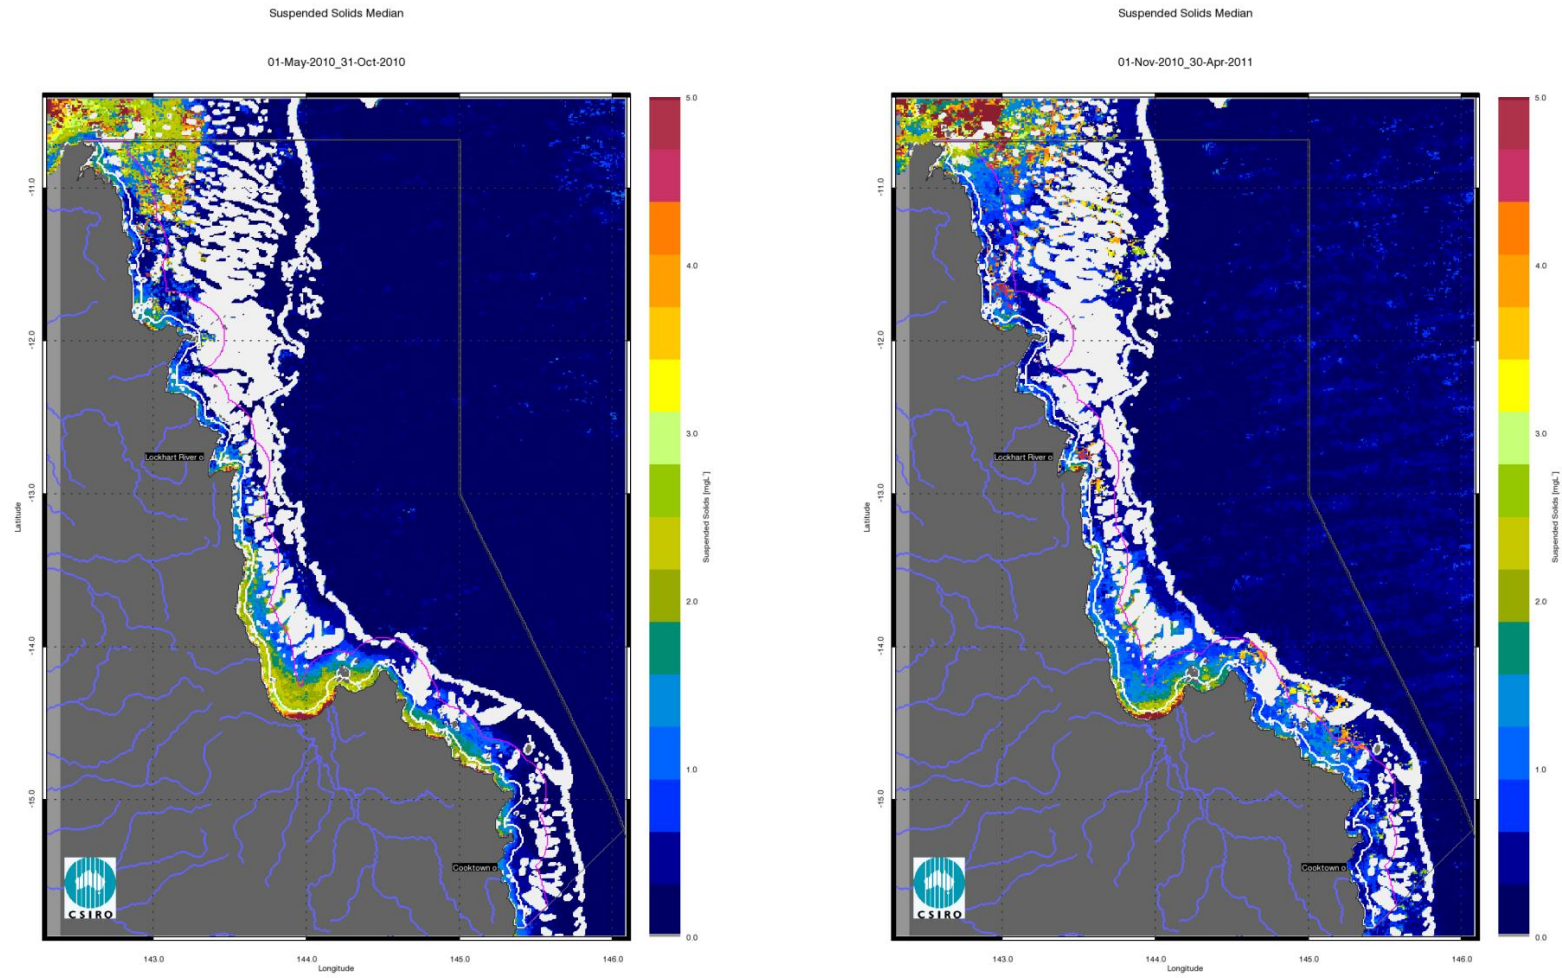 Suspended Solids Median
01-May-2010_31-Oct-2010
5.0
4.0
3.0
2.0
1.0
0.0
Suspended Solids [mgL⁻]
-11.0
-12.0
-13.0
-14.0
-15.0
Latitude
Lockhart River o
Cooktown o
CSIRO
143.0
144.0
145.0
146.0
Longitude
Suspended Solids Median
01-Nov-2010_30-Apr-2011
5.0
4.0
3.0
2.0
1.0
0.0
Suspended Solids [mgL⁻]
-11.0
-12.0
-13.0
-14.0
-15.0
Latitude
Lockhart River o
Cooktown o
CSIRO
143.0
144.0
145.0
146.0
Longitude